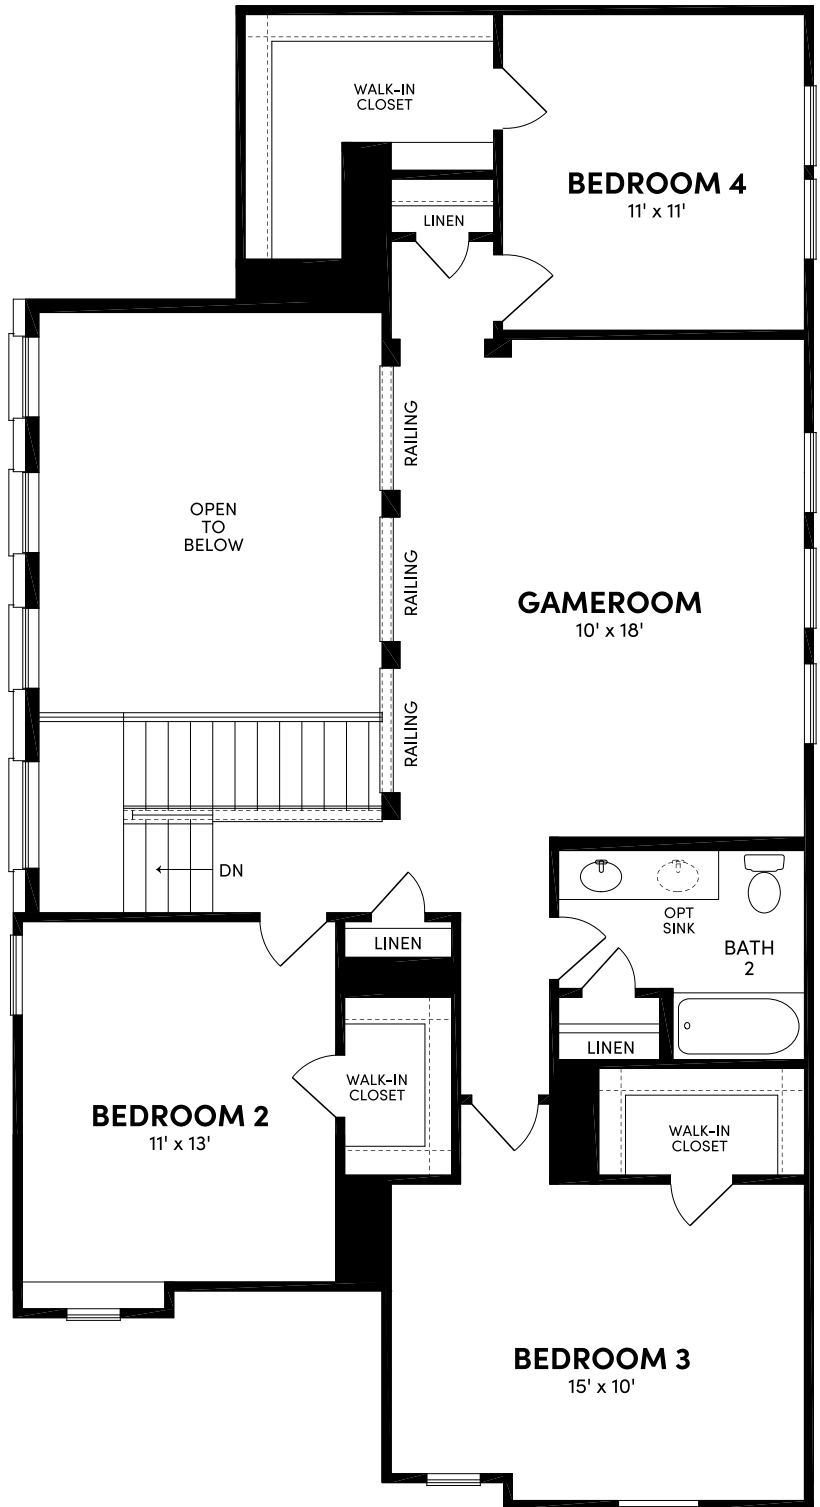 WALK-IN
CLOSET
BEDROOM 4
11' x 11'
LINEN
RAILING
OPEN
TO
BELOW
RAILING
GAMEROOM
10' x 18'
RAILING
DN
OPT
SINK
BATH
2
LINEN
LINEN
WALK-IN
CLOSET
BEDROOM 2
11' x 13'
WALK-IN
CLOSET
BEDROOM 3
15' x 10'